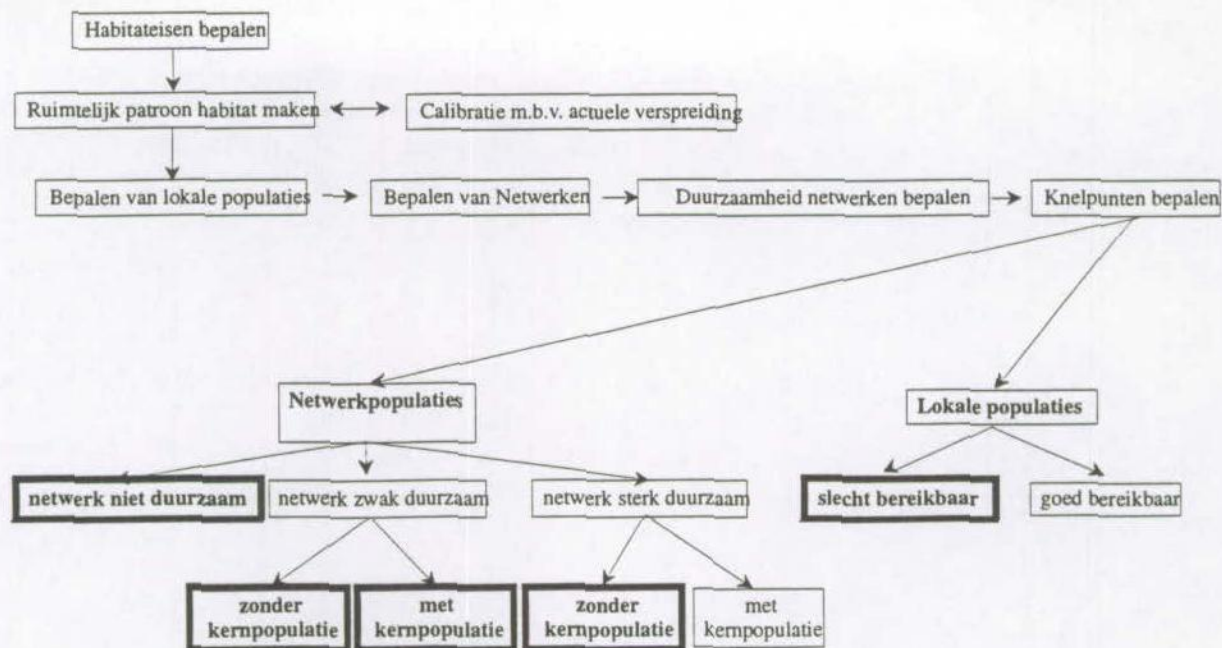 Habitateisen bepalen
Ruimtelijk patroon habitat maken
Calibratie m.b.v. actuele verspreiding
Bepalen van lokale populaties
Bepalen van Netwerken
Duurzaamheid netwerken bepalen
Knelpunten bepalen
Netwerkpopulaties
Lokale populaties
netwerk niet duurzaam
netwerk zwak duurzaam
netwerk sterk duurzaam
slecht bereikbaar
goed bereikbaar
zonder
kernpopulatie
met
kernpopulatie
zonder
kernpopulatie
met
kernpopulatie